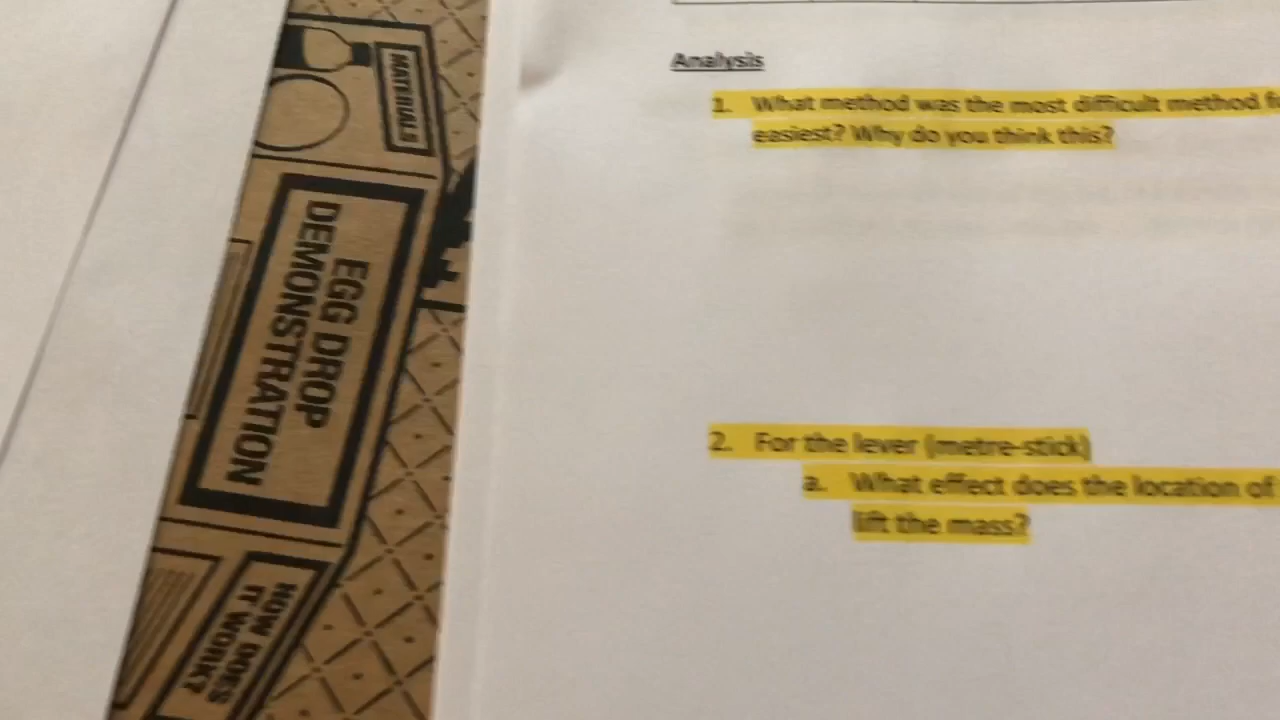 MATERIALS
EGG DROP
DEMONSTRATION
HOW DOES
IT WORK?
Analysis
1. What method was the most difficult method
easiest? Why do you think this?
2. For the lever (metre-stick)
a. What effect does the location of
lift the mass?